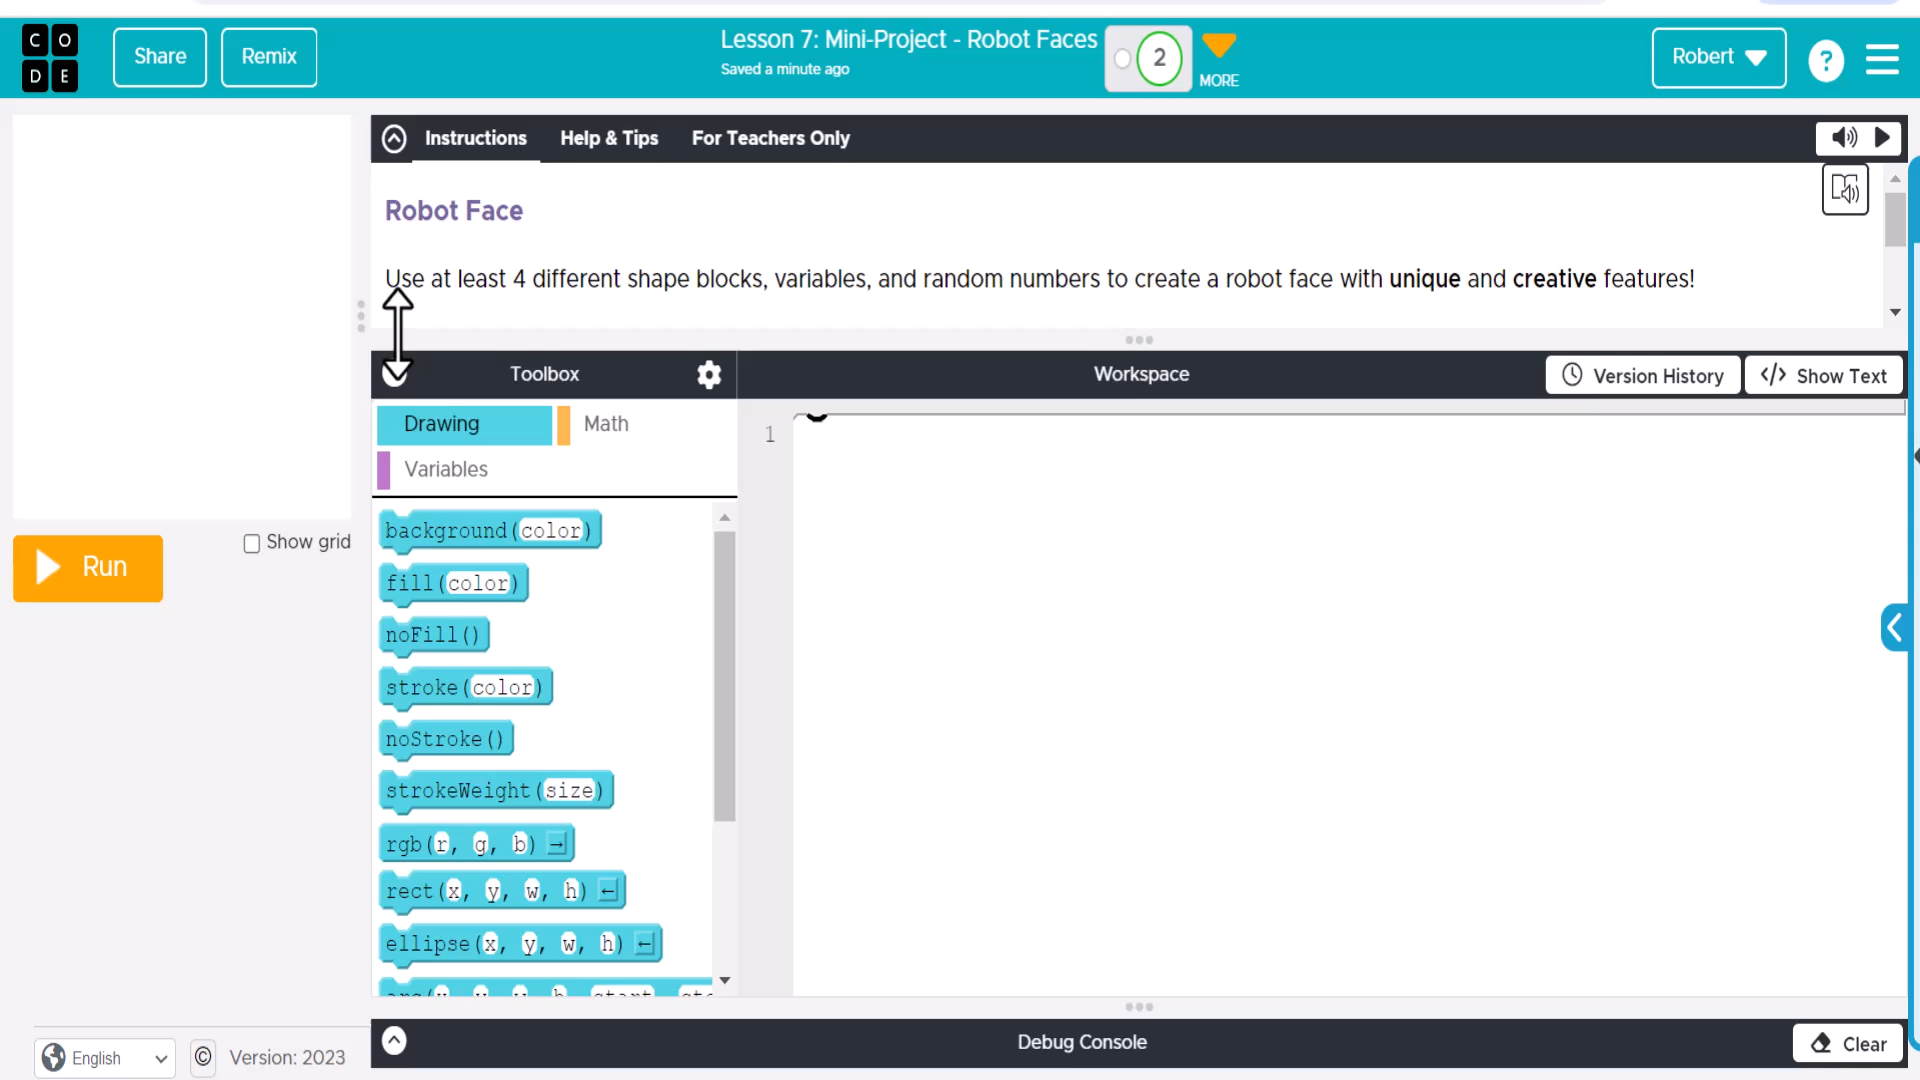 C O
D E
Share
Remix
Lesson 7: Mini-Project - Robot Faces
Saved a minute ago
2
MORE
Robert
?
Instructions
Help & Tips
For Teachers Only
Robot Face
Use at least 4 different shape blocks, variables, and random numbers to create a robot face with unique and creative features!
Toolbox
Workspace
Version History
</> Show Text
Drawing
Math
Variables
1
background(color)
fill(color)
noFill()
stroke(color)
noStroke()
strokeWeight(size)
rgb(r, g, b) →
rect(x, y, w, h) ←
ellipse(x, y, w, h) ←
Run
Show grid
English
©
Version: 2023
Debug Console
Clear